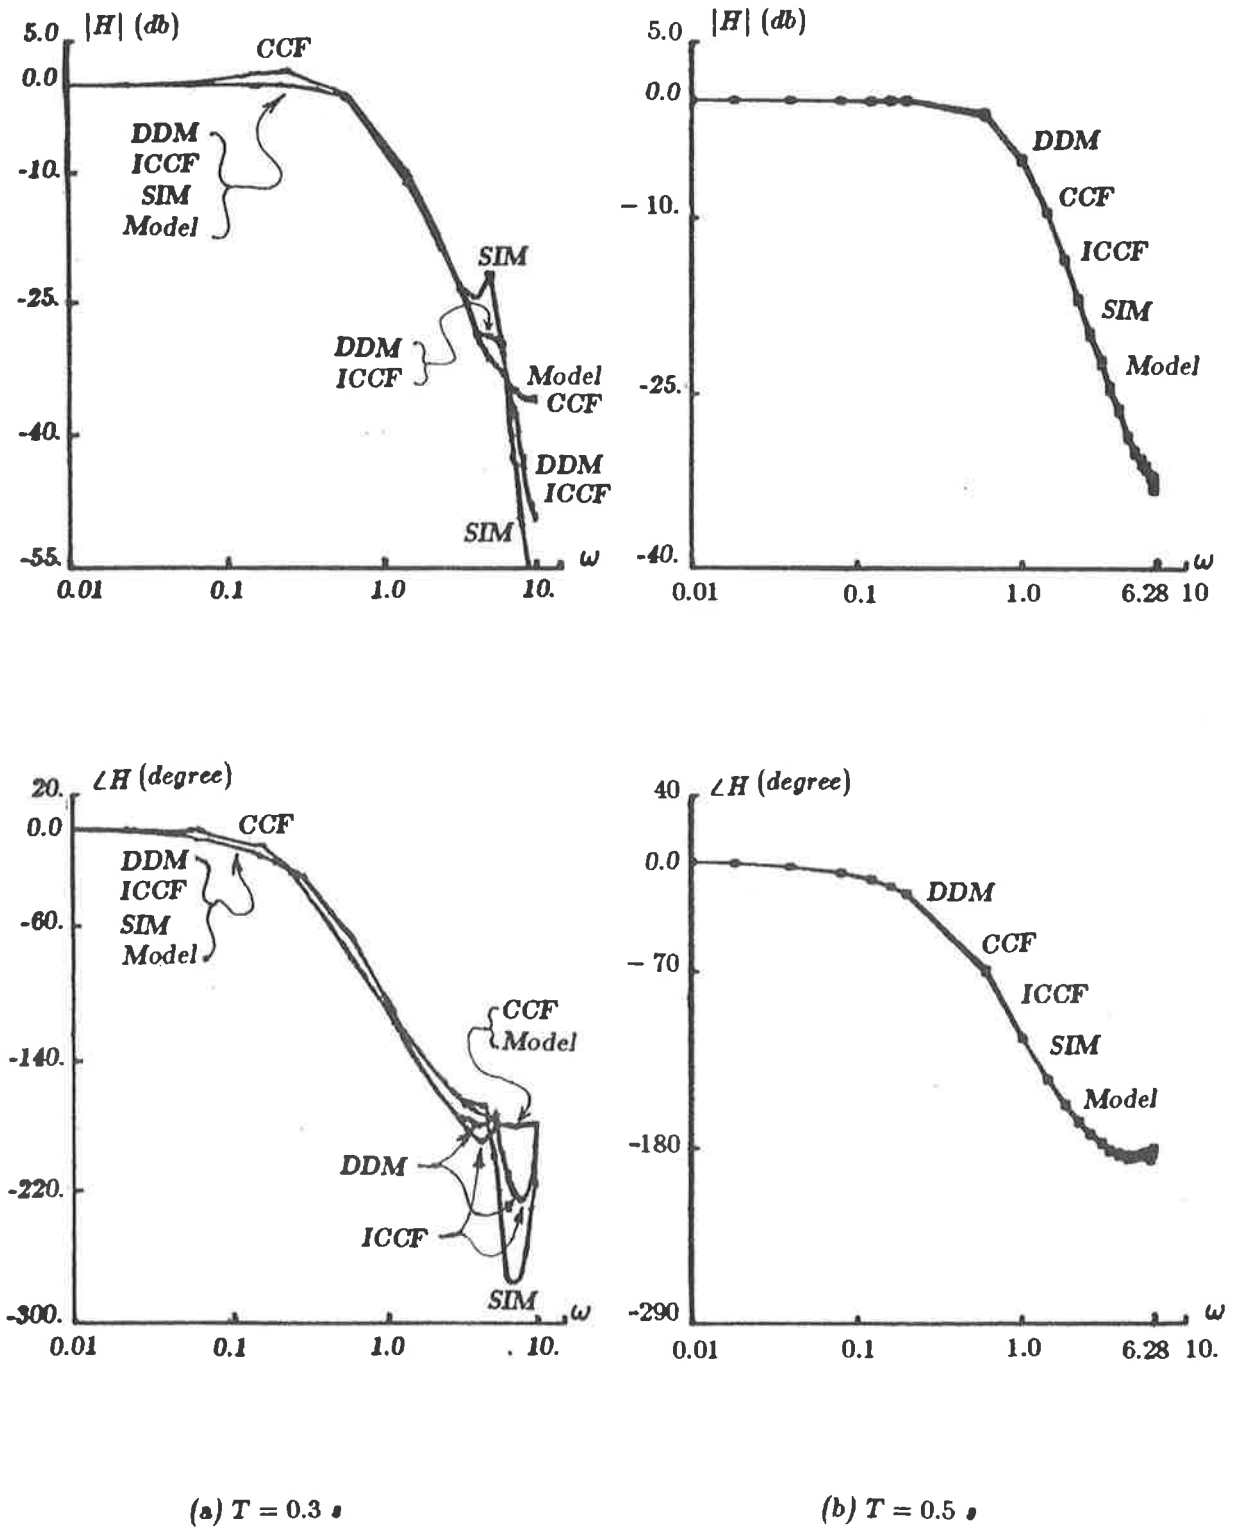 |H| (db)
5.0
0.0
-10.
-25.
-40.
-55.
CCF
DDM
ICCF
SIM
Model
SIM
DDM
ICCF
Model
CCF
DDM
ICCF
SIM
ω
0.01
0.1
1.0
10.
|H| (db)
5.0
0.0
- 10.
-25.
-40.
DDM
CCF
ICCF
SIM
Model
ω
0.01
0.1
1.0
6.28
10
∠H (degree)
20.
0.0
-60.
-140.
-220.
-300.
CCF
DDM
ICCF
SIM
Model
CCF
Model
DDM
ICCF
SIM
ω
0.01
0.1
1.0
10.
∠H (degree)
40
0.0
- 70
-180
-290
DDM
CCF
ICCF
SIM
Model
ω
0.01
0.1
1.0
6.28
10.
(a) T = 0.3 s
(b) T = 0.5 s